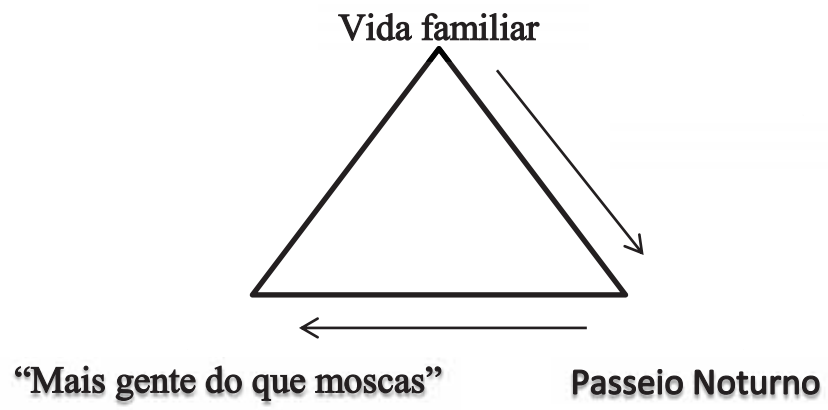 Vida familiar
“Mais gente do que moscas”
Passeio Noturno